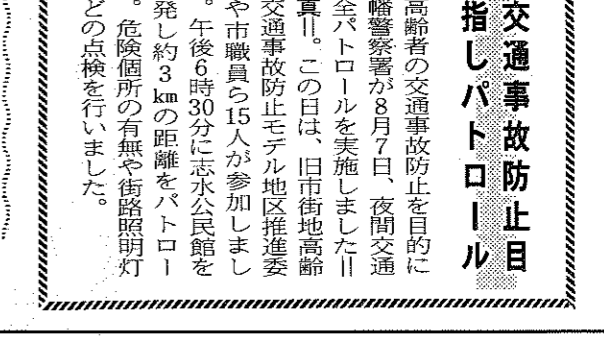 交通事故防止目
指しパトロール
高齢者の交通事故防止を目的に
幡警察署が8月7日、夜間交通
全パトロールを実施しました＝
真＝。この日は、旧市街地高齢
交通事故防止モデル地区推進委
や市職員ら15人が参加しまし
。午後6時30分に志水公民館を
発し約3㎞の距離をパトロー
。危険個所の有無や街路照明灯
どの点検を行いました。